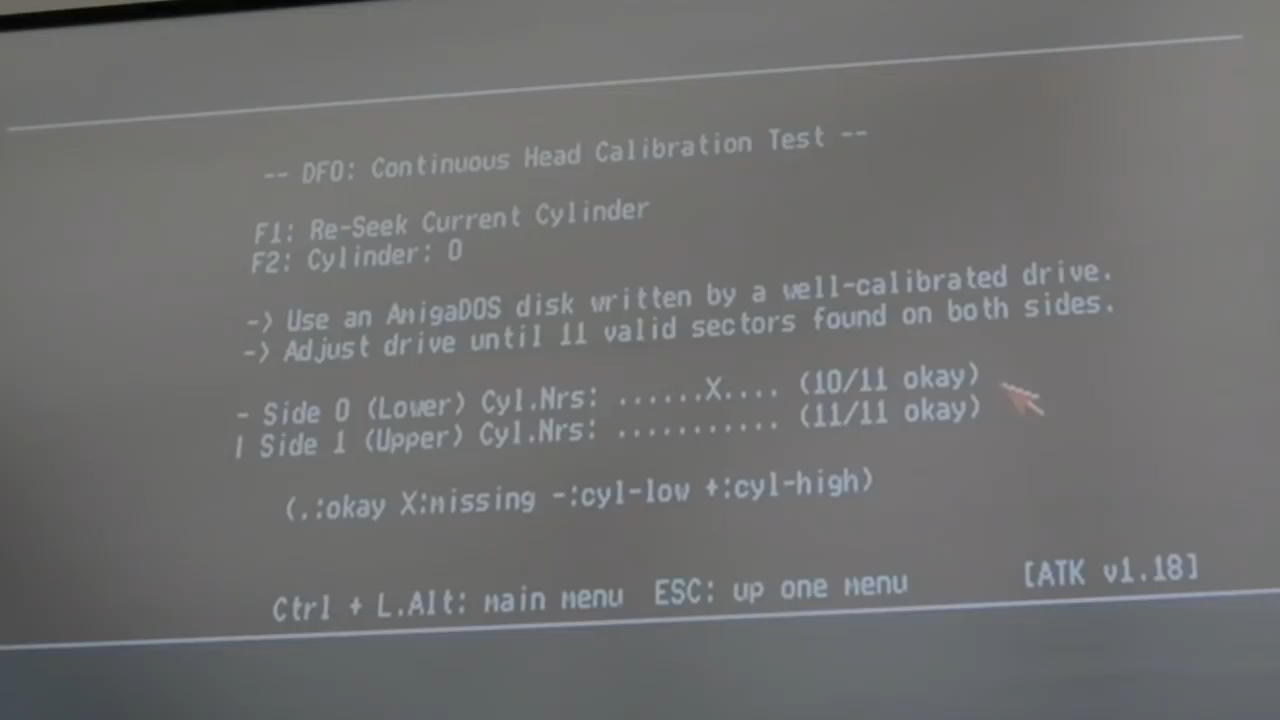 -- DF0: Continuous Head Calibration Test --
F1: Re-Seek Current Cylinder
F2: Cylinder: 0
-> Use an AmigaDOS disk written by a well-calibrated drive.
-> Adjust drive until 11 valid sectors found on both sides.
- Side 0 (Lower) Cyl.Nrs: ......X.... (10/11 okay)
| Side 1 (Upper) Cyl.Nrs: ........... (11/11 okay)
(.:okay X:missing -:cyl-low +:cyl-high)
Ctrl + L.Alt: main menu ESC: up one menu [ATK v1.18]